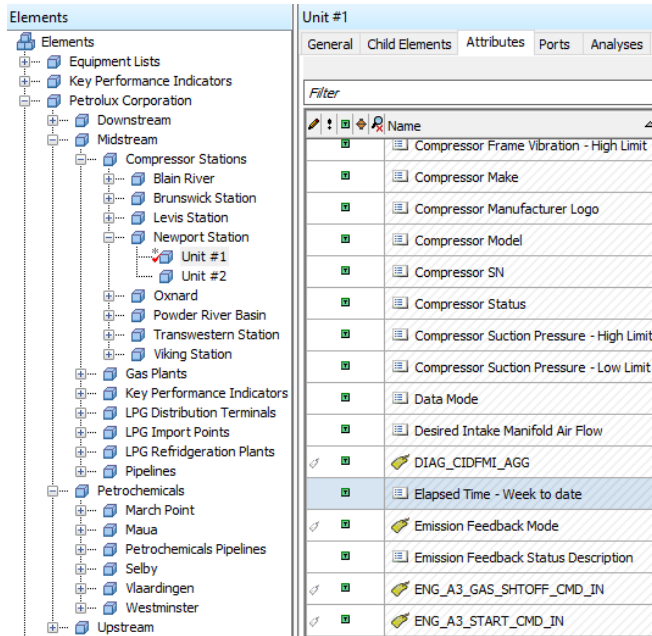 Elements
Elements
Equipment Lists
Key Performance Indicators
Petrolux Corporation
Downstream
Midstream
Compressor Stations
Blain River
Brunswick Station
Levis Station
Newport Station
Unit #1
Unit #2
Oxnard
Powder River Basin
Transwestern Station
Viking Station
Gas Plants
Key Performance Indicators
LPG Distribution Terminals
LPG Import Points
LPG Refridgeration Plants
Pipelines
Petrochemicals
March Point
Maua
Petrochemicals Pipelines
Selby
Vlaardingen
Westminster
Upstream
Unit #1
General Child Elements Attributes Ports Analyses
Filter
Name
Compressor Frame Vibration - High Limit
Compressor Make
Compressor Manufacturer Logo
Compressor Model
Compressor SN
Compressor Status
Compressor Suction Pressure - High Limit
Compressor Suction Pressure - Low Limit
Data Mode
Desired Intake Manifold Air Flow
DIAG_CIDFMI_AGG
Elapsed Time - Week to date
Emission Feedback Mode
Emission Feedback Status Description
ENG_A3_GAS_SHTOFF_CMD_IN
ENG_A3_START_CMD_IN